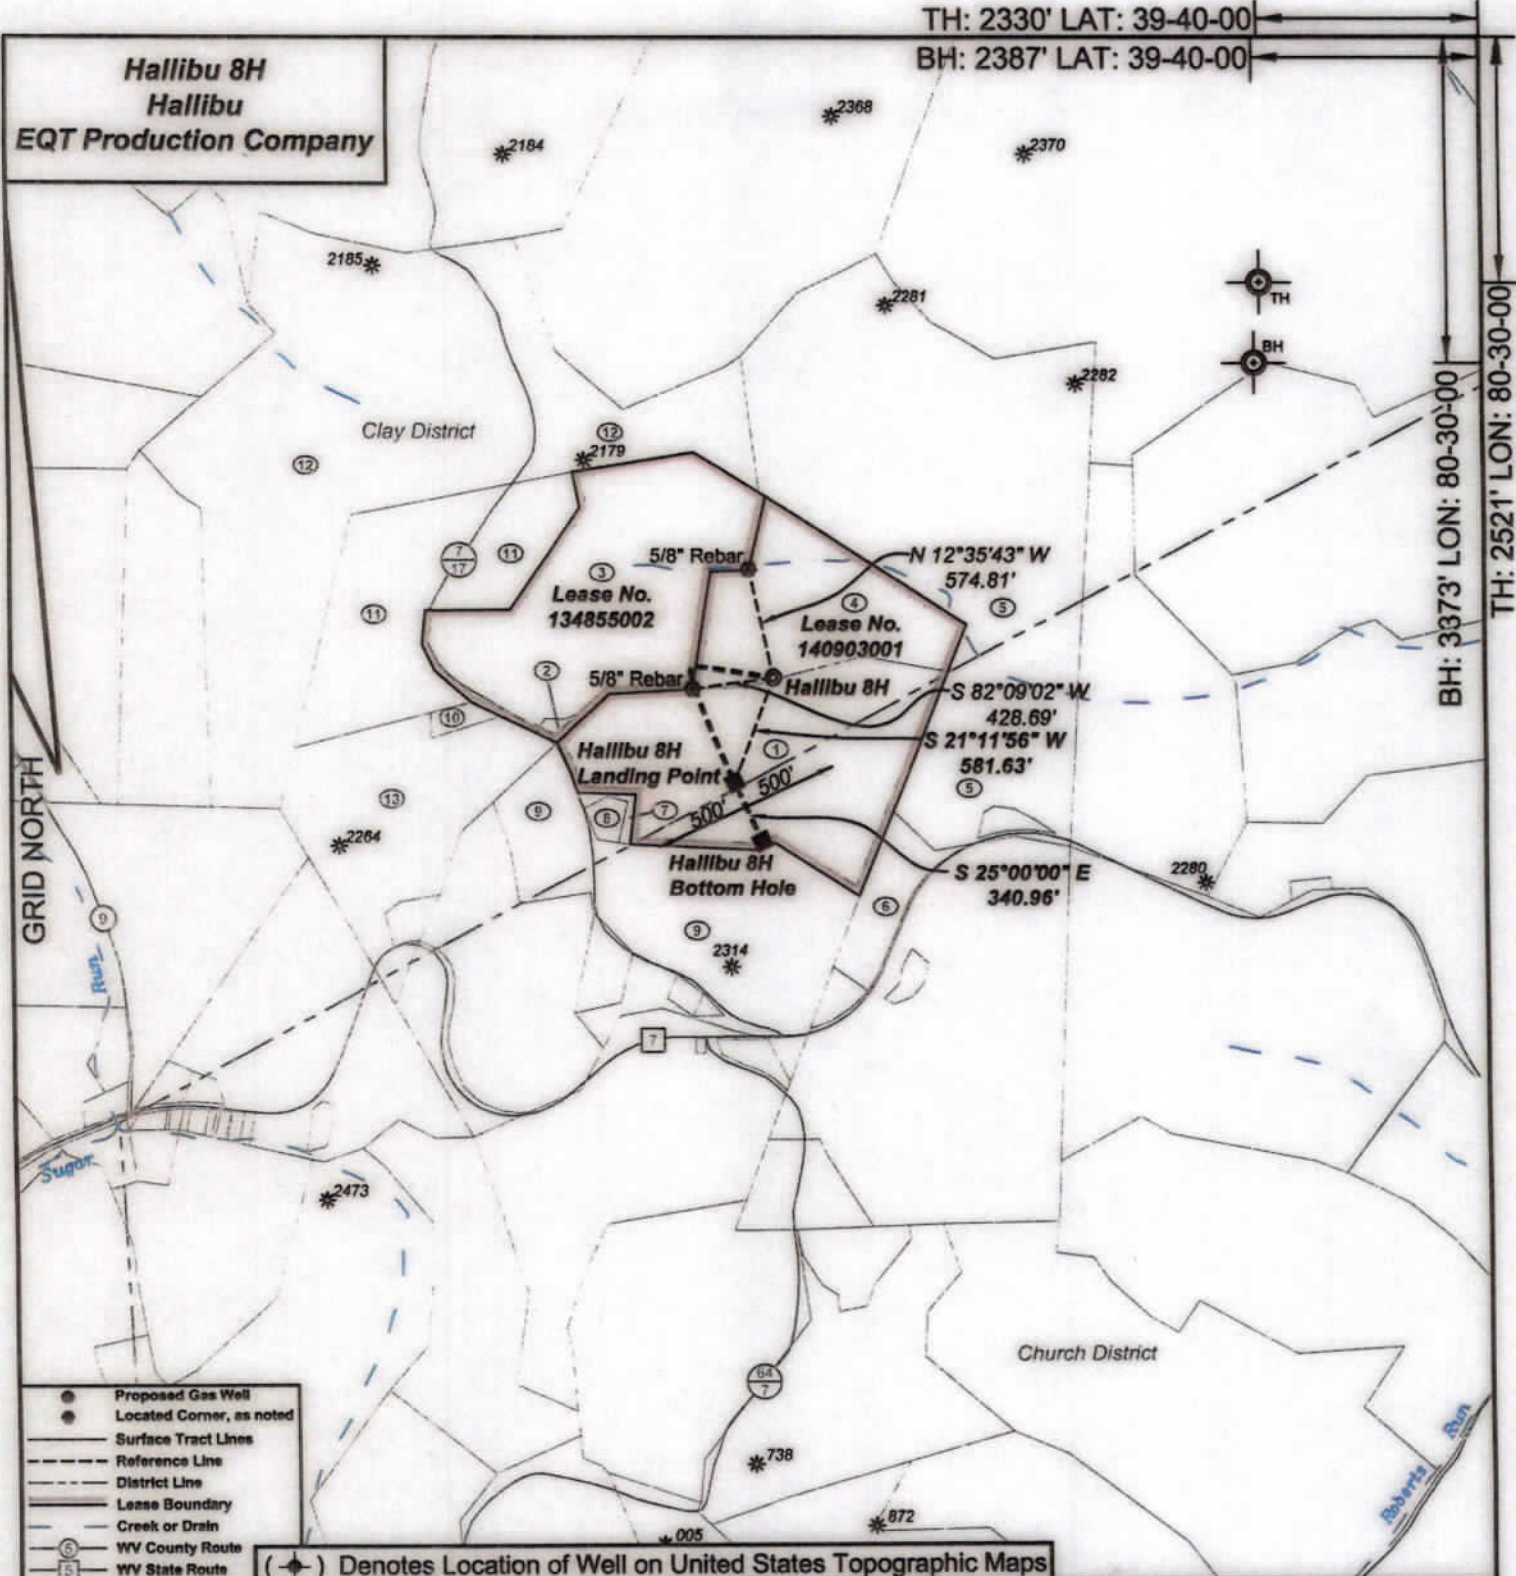 TH: 2330' LAT: 39-40-00
BH: 2387' LAT: 39-40-00
Hallibu 8H
Hallibu
EQT Production Company
2368
2184
2370
2185
2281
TH
BH
2282
TH: 2521' LON: 80-30-00
BH: 3373' LON: 80-30-00
Clay District
12
12
2179
7
17
11
11
3
Lease No.
134855002
5/8" Rebar
N 12°35'43" W
574.81'
4
Lease No.
140903001
5
2
5/8" Rebar
Hallibu 8H
S 82°09'02" W
428.69'
10
S 21°11'56" W
581.63'
1
Hallibu 8H
Landing Point
500'
500'
5
13
9
8
7
2264
GRID NORTH
Hallibu 8H
Bottom Hole
S 25°00'00" E
340.96'
2280
6
9
9
2314
Run
7
Sugar
2473
Church District
64
7
738
872
005
Run
Roberts
Proposed Gas Well
Located Corner, as noted
Surface Tract Lines
Reference Line
District Line
Lease Boundary
Creek or Drain
5 WV County Route
5 WV State Route
( ) Denotes Location of Well on United States Topographic Maps